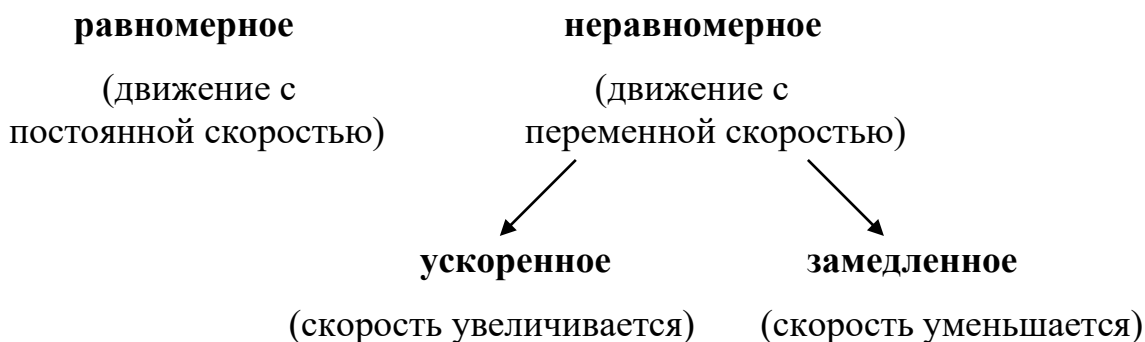 равномерное
неравномерное
(движение с
постоянной скоростью)
(движение с
переменной скоростью)
ускоренное
замедленное
(скорость увеличивается)
(скорость уменьшается)